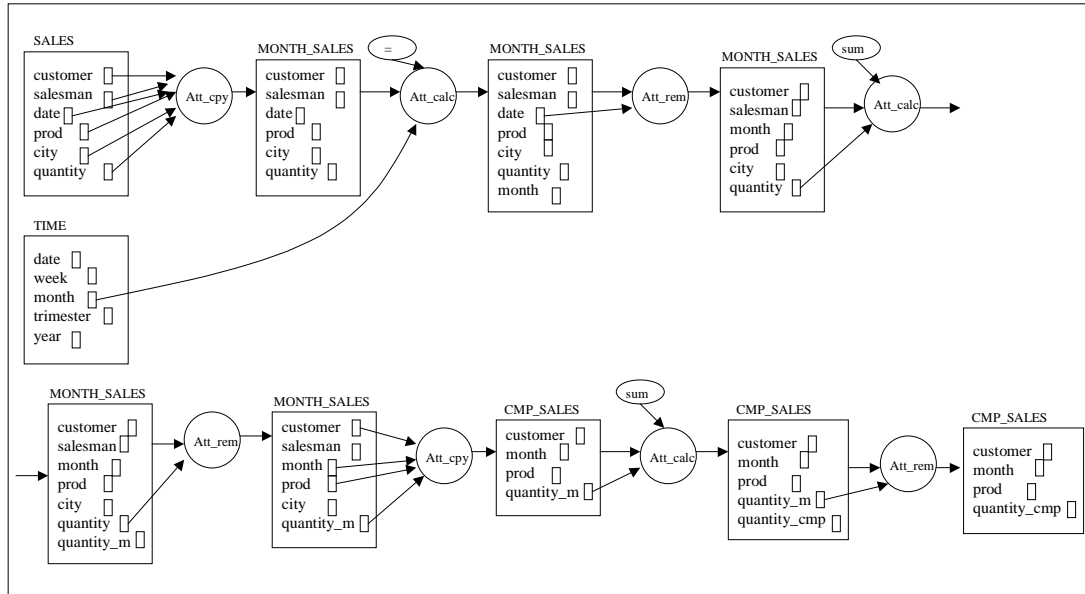 SALES
customer
salesman
date
prod
city
quantity
Att_cpy
MONTH_SALES
customer
salesman
date
prod
city
quantity
=
Att_calc
MONTH_SALES
customer
salesman
date
prod
city
quantity
month
Att_rem
MONTH_SALES
customer
salesman
month
prod
city
quantity
sum
Att_calc
TIME
date
week
month
trimester
year
MONTH_SALES
customer
salesman
month
prod
city
quantity
quantity_m
Att_rem
MONTH_SALES
customer
salesman
month
prod
city
quantity_m
Att_cpy
CMP_SALES
customer
month
prod
quantity_m
sum
Att_calc
CMP_SALES
customer
month
prod
quantity_m
quantity_cmp
Att_rem
CMP_SALES
customer
month
prod
quantity_cmp